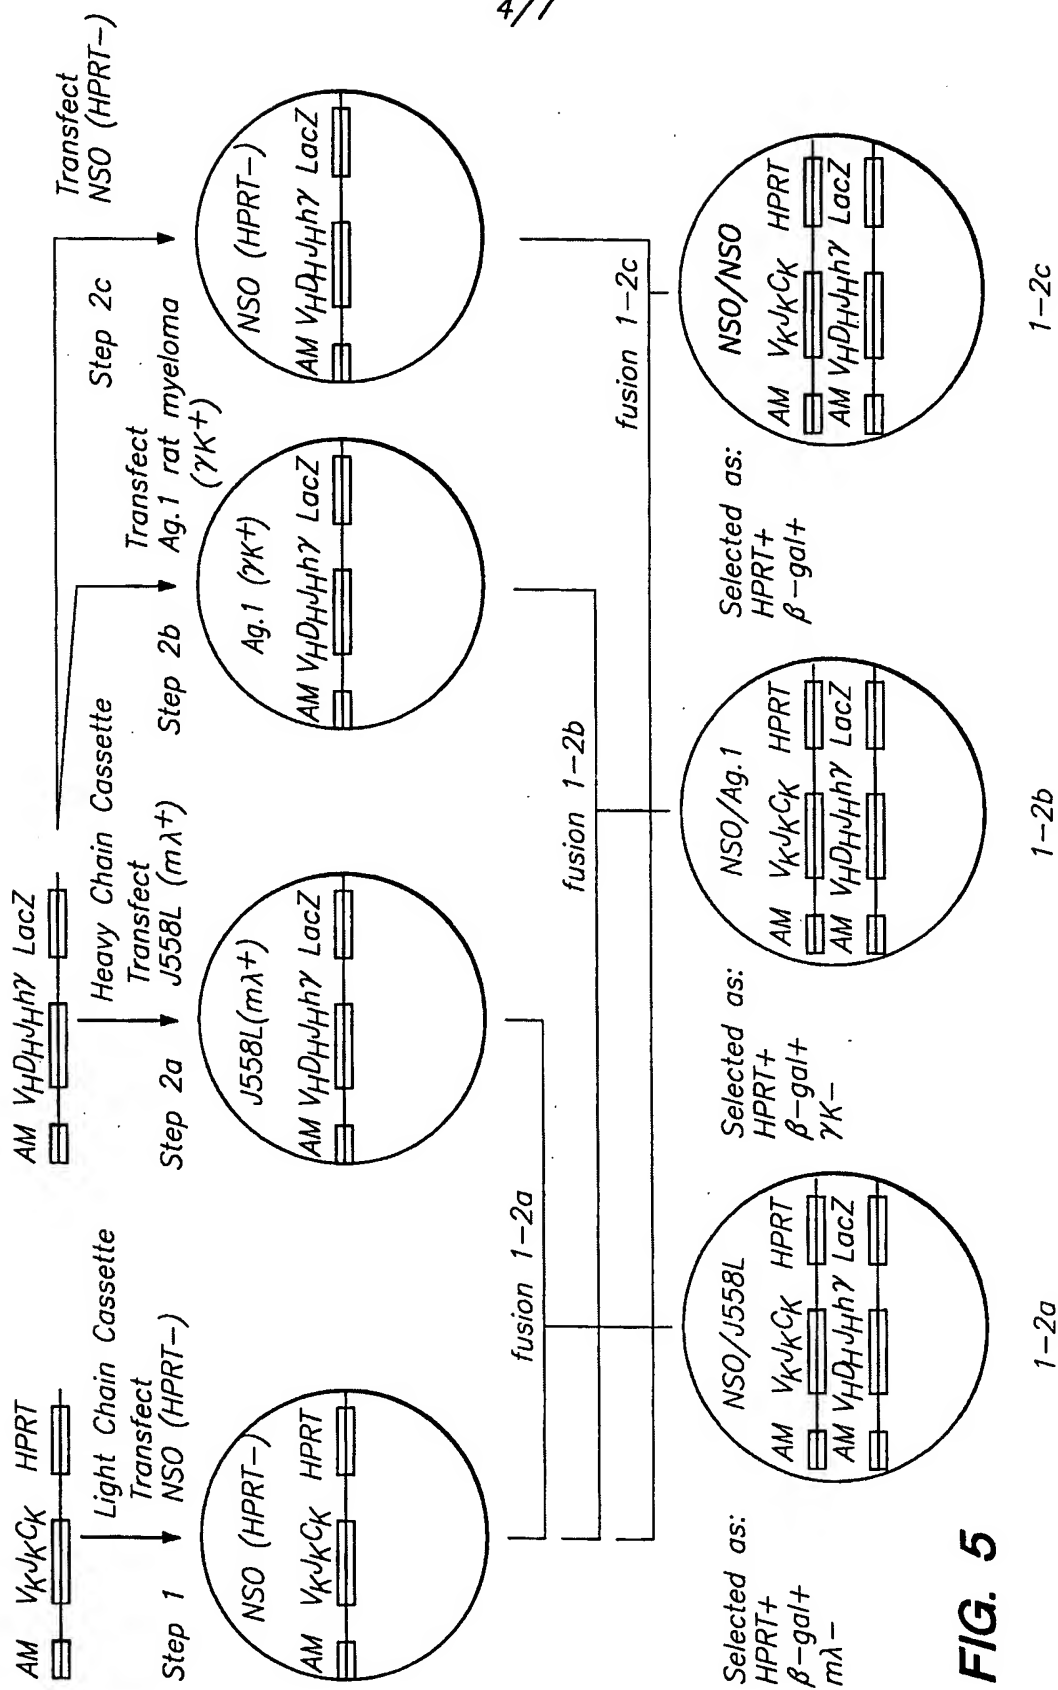 4/7
AM VKJKCK HPRT
Light Chain Cassette
Transfect
NSO (HPRT–)
Step 1
NSO (HPRT–)
AM VKJKCK HPRT
AM VHDHJHhγ LacZ
Heavy Chain Cassette
Transfect
J558L (mλ+)
Step 2a
J558L(mλ+)
AM VHDHJHhγ LacZ
Transfect
Ag.1 rat myeloma
(γK+)
Step 2b
Ag.1 (γK+)
AM VHDHJHhγ LacZ
Transfect
NSO (HPRT–)
Step 2c
NSO (HPRT–)
AM VHDHJHhγ LacZ
fusion 1–2a
fusion 1–2b
fusion 1–2c
Selected as:
HPRT+
β–gal+
mλ–
NSO/J558L
AM VKJKCK HPRT
AM VHDHJHhγ LacZ
1–2a
Selected as:
HPRT+
β–gal+
γK–
NSO/Ag.1
AM VKJKCK HPRT
AM VHDHJHhγ LacZ
1–2b
Selected as:
HPRT+
β–gal+
NSO/NSO
AM VKJKCK HPRT
AM VHDHJHhγ LacZ
1–2c
FIG. 5